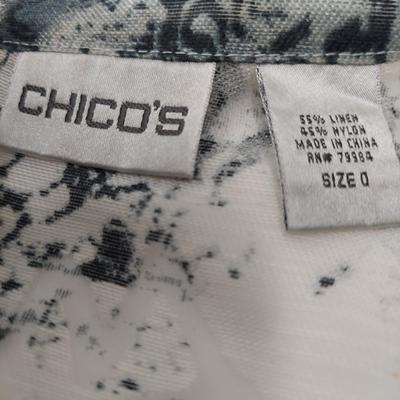 CHICO'S
55% LINEN
45% NYLON
MADE IN CHINA
RN# 79984
SIZE 0